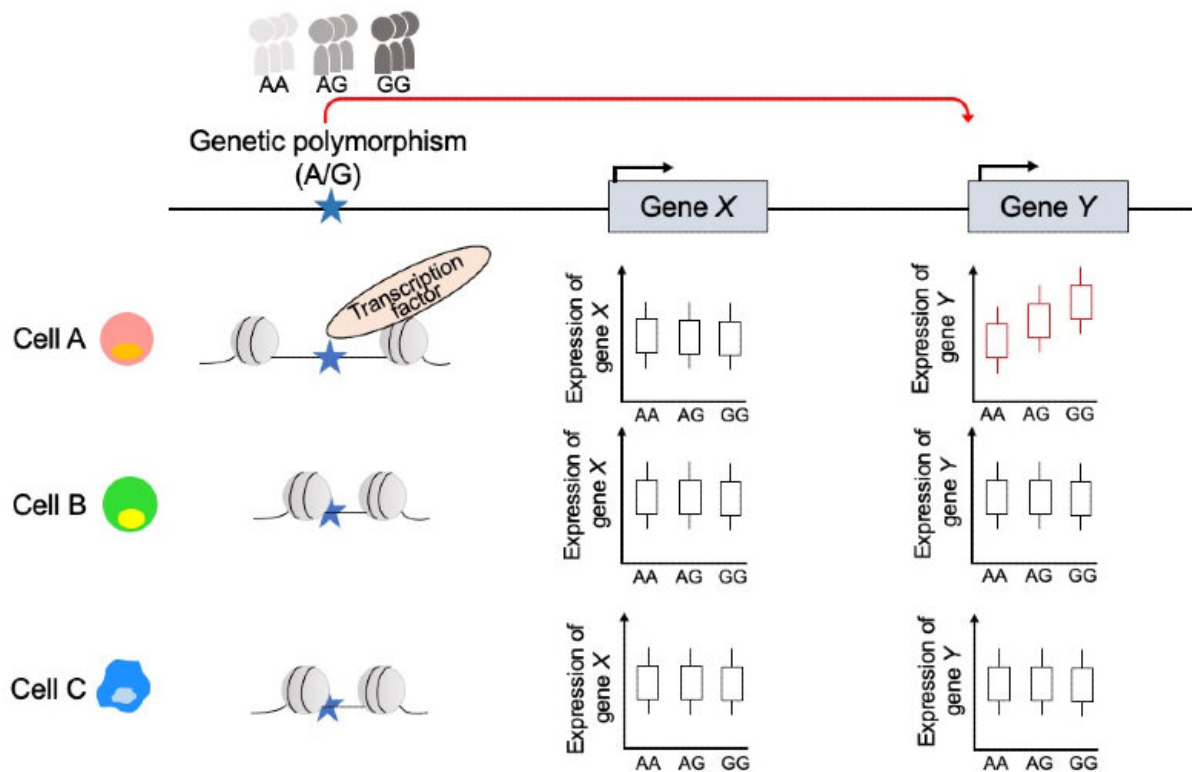 AA AG GG
Genetic polymorphism
(A/G)
Gene X
Gene Y
Cell A
Transcription
factor
Expression of
gene X
AA AG GG
Expression of
gene Y
AA AG GG
Cell B
Expression of
gene X
AA AG GG
Expression of
gene Y
AA AG GG
Cell C
Expression of
gene X
AA AG GG
Expression of
gene Y
AA AG GG